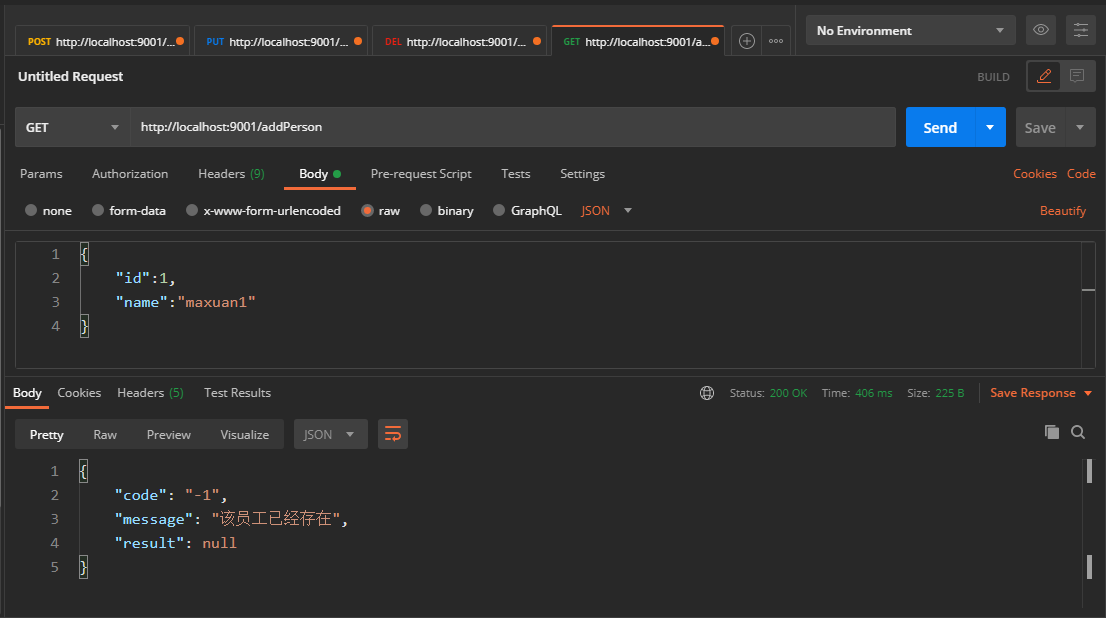 POST http://localhost:9001/... PUT http://localhost:9001/... DEL http://localhost:9001/... GET http://localhost:9001/a... No Environment
Untitled Request BUILD
GET http://localhost:9001/addPerson Send Save
Params Authorization Headers (9) Body Pre-request Script Tests Settings Cookies Code
none form-data x-www-form-urlencoded raw binary GraphQL JSON Beautify
1 {
2 "id":1,
3 "name":"maxuan1"
4 }
Body Cookies Headers (5) Test Results Status: 200 OK Time: 406 ms Size: 225 B Save Response
Pretty Raw Preview Visualize JSON
1 {
2 "code": "-1",
3 "message": "该员工已经存在",
4 "result": null
5 }